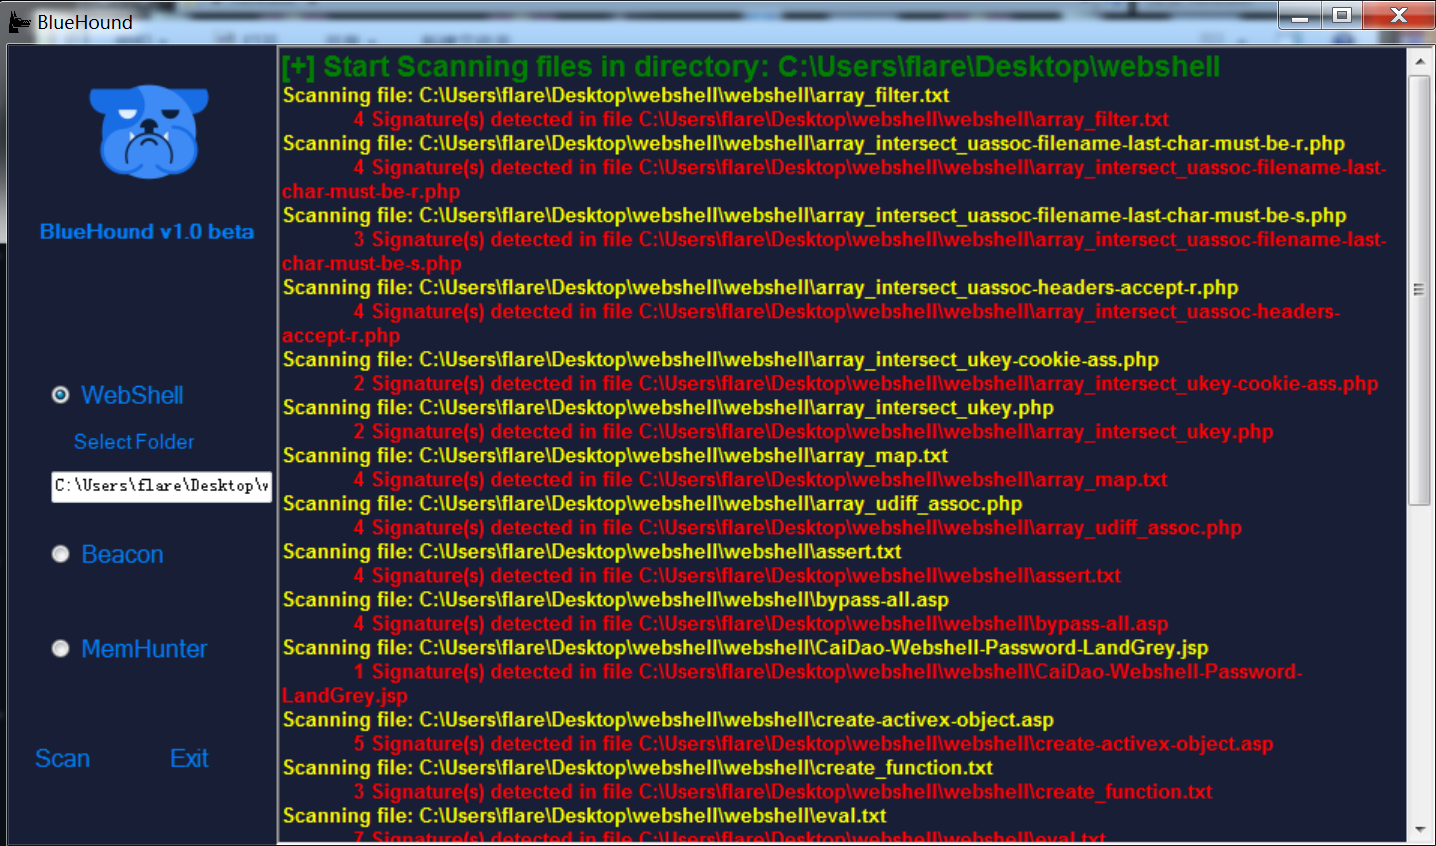 BlueHound
BlueHound v1.0 beta
WebShell
Select Folder
C:\Users\flare\Desktop\w
Beacon
MemHunter
Scan
Exit
[+] Start Scanning files in directory: C:\Users\flare\Desktop\webshell
Scanning file: C:\Users\flare\Desktop\webshell\webshell\array_filter.txt
4 Signature(s) detected in file C:\Users\flare\Desktop\webshell\webshell\array_filter.txt
Scanning file: C:\Users\flare\Desktop\webshell\webshell\array_intersect_uassoc-filename-last-char-must-be-r.php
4 Signature(s) detected in file C:\Users\flare\Desktop\webshell\webshell\array_intersect_uassoc-filename-last-
char-must-be-r.php
Scanning file: C:\Users\flare\Desktop\webshell\webshell\array_intersect_uassoc-filename-last-char-must-be-s.php
3 Signature(s) detected in file C:\Users\flare\Desktop\webshell\webshell\array_intersect_uassoc-filename-last-
char-must-be-s.php
Scanning file: C:\Users\flare\Desktop\webshell\webshell\array_intersect_uassoc-headers-accept-r.php
4 Signature(s) detected in file C:\Users\flare\Desktop\webshell\webshell\array_intersect_uassoc-headers-
accept-r.php
Scanning file: C:\Users\flare\Desktop\webshell\webshell\array_intersect_ukey-cookie-ass.php
2 Signature(s) detected in file C:\Users\flare\Desktop\webshell\webshell\array_intersect_ukey-cookie-ass.php
Scanning file: C:\Users\flare\Desktop\webshell\webshell\array_intersect_ukey.php
2 Signature(s) detected in file C:\Users\flare\Desktop\webshell\webshell\array_intersect_ukey.php
Scanning file: C:\Users\flare\Desktop\webshell\webshell\array_map.txt
4 Signature(s) detected in file C:\Users\flare\Desktop\webshell\webshell\array_map.txt
Scanning file: C:\Users\flare\Desktop\webshell\webshell\array_udiff_assoc.php
4 Signature(s) detected in file C:\Users\flare\Desktop\webshell\webshell\array_udiff_assoc.php
Scanning file: C:\Users\flare\Desktop\webshell\webshell\assert.txt
4 Signature(s) detected in file C:\Users\flare\Desktop\webshell\webshell\assert.txt
Scanning file: C:\Users\flare\Desktop\webshell\webshell\bypass-all.asp
4 Signature(s) detected in file C:\Users\flare\Desktop\webshell\webshell\bypass-all.asp
Scanning file: C:\Users\flare\Desktop\webshell\webshell\CaiDao-Webshell-Password-LandGrey.jsp
1 Signature(s) detected in file C:\Users\flare\Desktop\webshell\webshell\CaiDao-Webshell-Password-
LandGrey.jsp
Scanning file: C:\Users\flare\Desktop\webshell\webshell\create-activex-object.asp
5 Signature(s) detected in file C:\Users\flare\Desktop\webshell\webshell\create-activex-object.asp
Scanning file: C:\Users\flare\Desktop\webshell\webshell\create_function.txt
3 Signature(s) detected in file C:\Users\flare\Desktop\webshell\webshell\create_function.txt
Scanning file: C:\Users\flare\Desktop\webshell\webshell\eval.txt
7 Signature(s) detected in file C:\Users\flare\Desktop\webshell\webshell\eval.txt